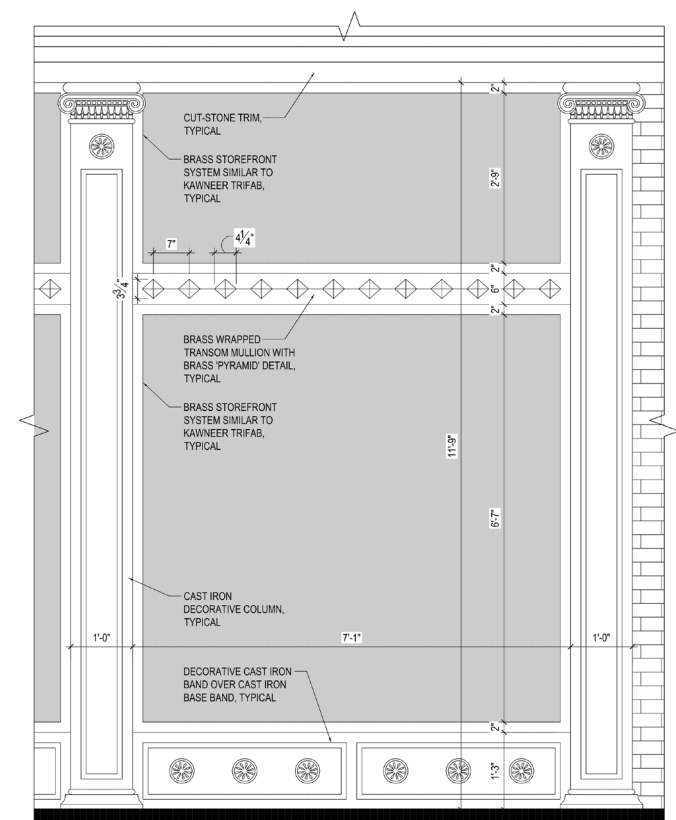 2"
CUT-STONE TRIM,
TYPICAL
BRASS STOREFRONT
SYSTEM SIMILAR TO
KAWNEER TRIFAB,
TYPICAL
2'-9"
7"
4 1/4"
2"
3 3/4"
6"
2"
BRASS WRAPPED
TRANSOM MULLION WITH
BRASS 'PYRAMID' DETAIL,
TYPICAL
BRASS STOREFRONT
SYSTEM SIMILAR TO
KAWNEER TRIFAB,
TYPICAL
11'-9"
6'-7"
CAST IRON
DECORATIVE COLUMN,
TYPICAL
1'-0"
7'-1"
1'-0"
DECORATIVE CAST IRON
BAND OVER CAST IRON
BASE BAND, TYPICAL
2"
1'-3"